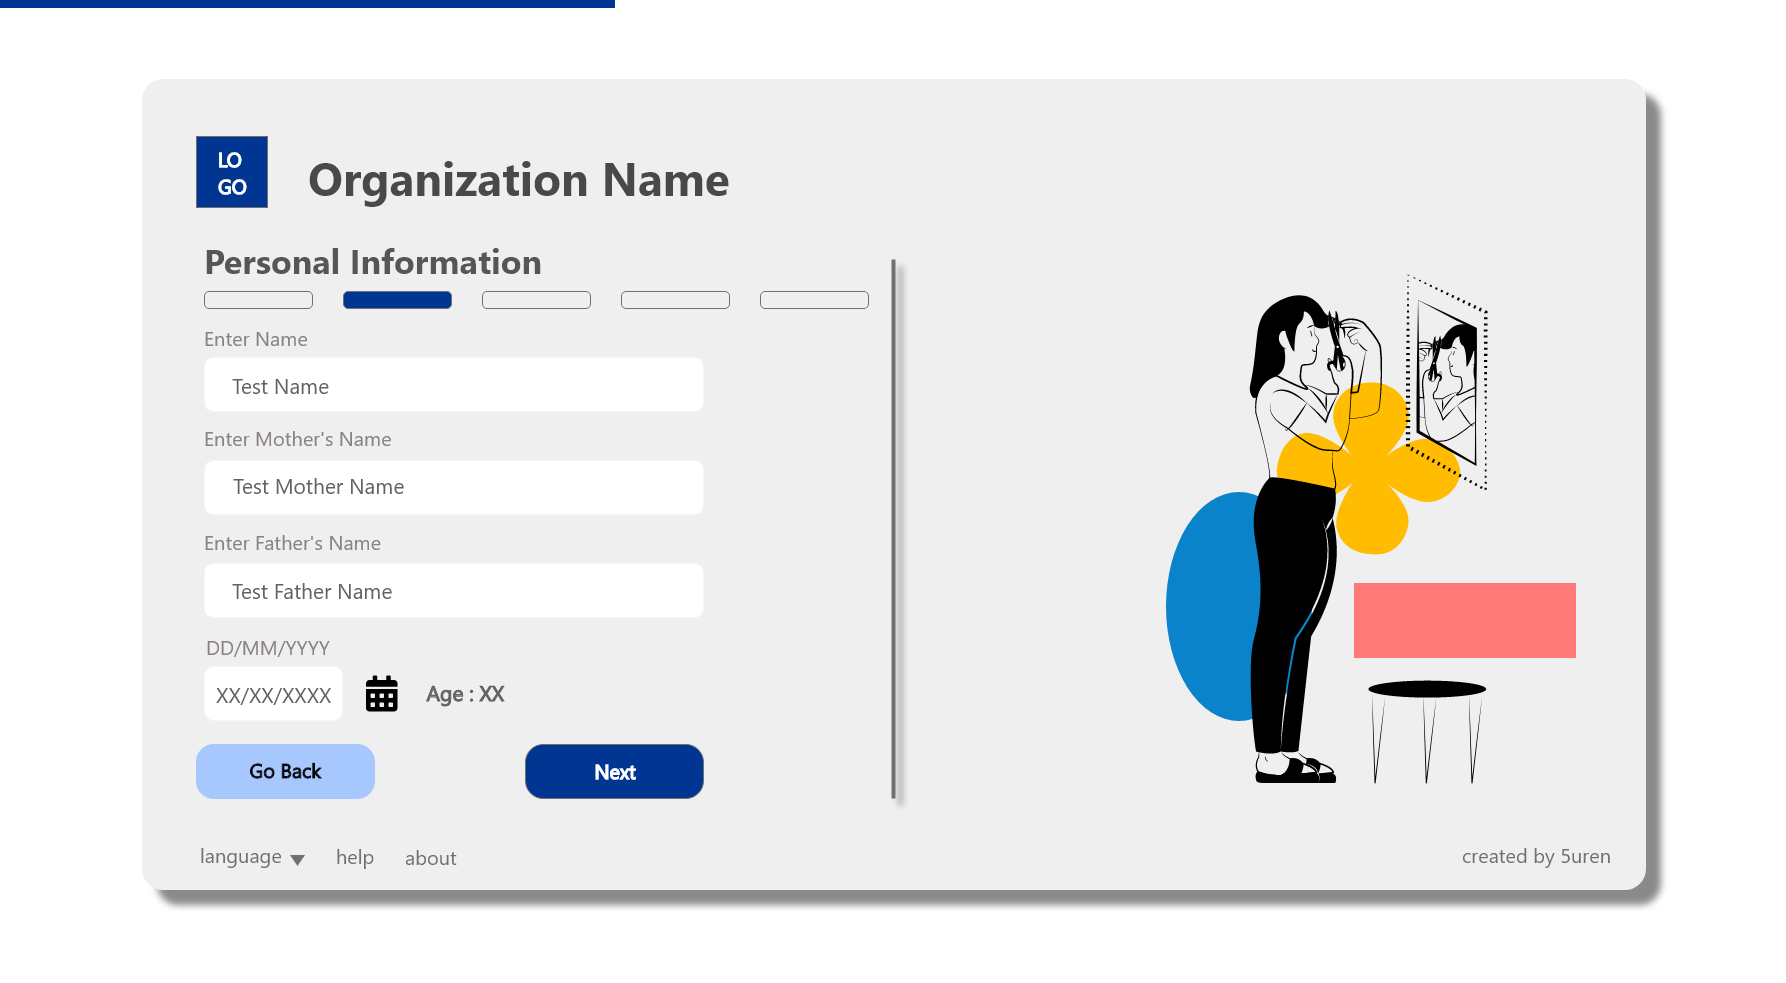 LO
GO
Organization Name
Personal Information
Enter Name
Test Name
Enter Mother's Name
Test Mother Name
Enter Father's Name
Test Father Name
DD/MM/YYYY
XX/XX/XXXX
Age : XX
Go Back
Next
language
help
about
created by 5uren